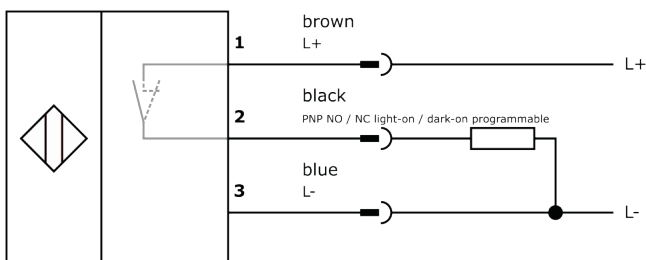 brown
1
L+
L+
black
2
PNP NO / NC light-on / dark-on programmable
blue
3
L-
L-